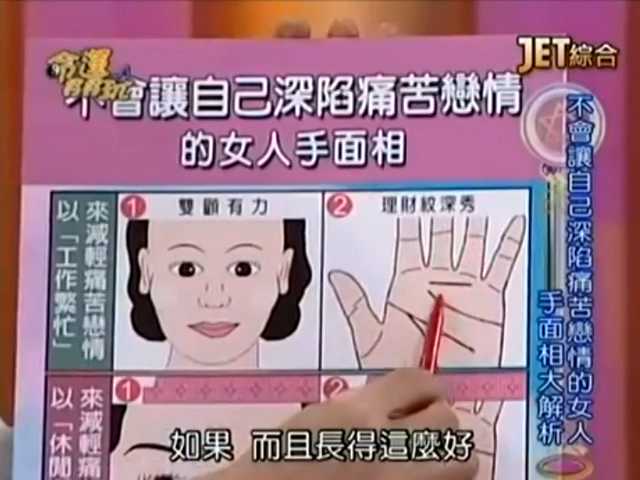 命運好好玩
JET綜合
不會讓自己深陷痛苦戀情
的女人手面相
不會讓自己深陷痛苦戀情的女人
手面相大解析
來減輕痛苦戀情
以「工作繁忙」
1 雙顴有力
2 理財紋深秀
來減輕痛
以「休閒
1
2
如果 而且長得這麼好